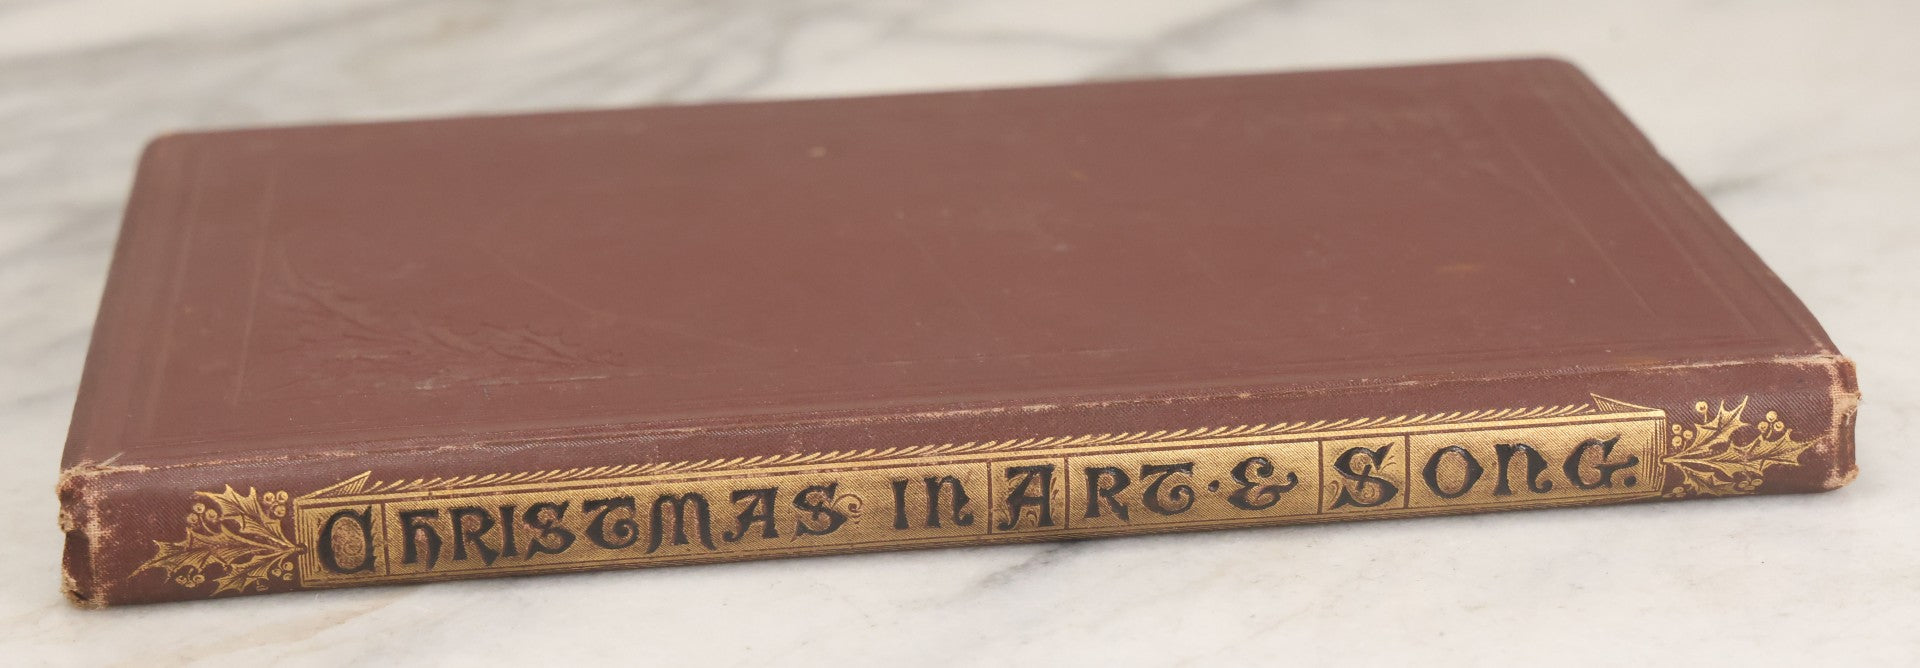 Christmas in Art & Song.